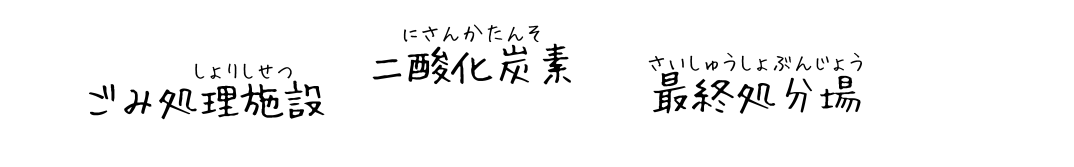 しょりしせつ
ごみ処理施設
にさんかたんそ
二酸化炭素
さいしゅうしょぶんじょう
最終処分場